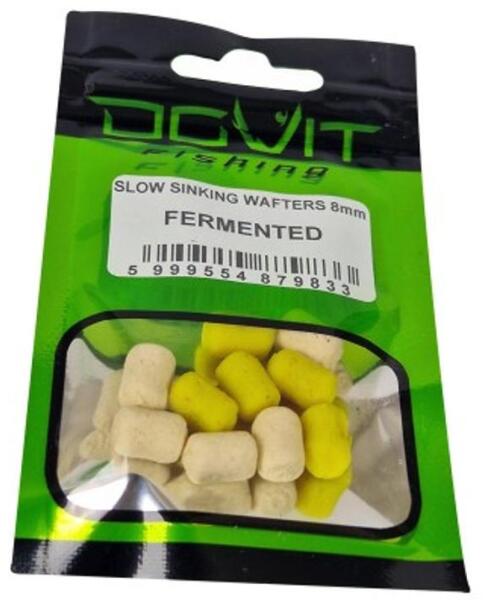 DOVIT
Fishing
SLOW SINKING WAFTERS 8mm
FERMENTED
5 999554 879833